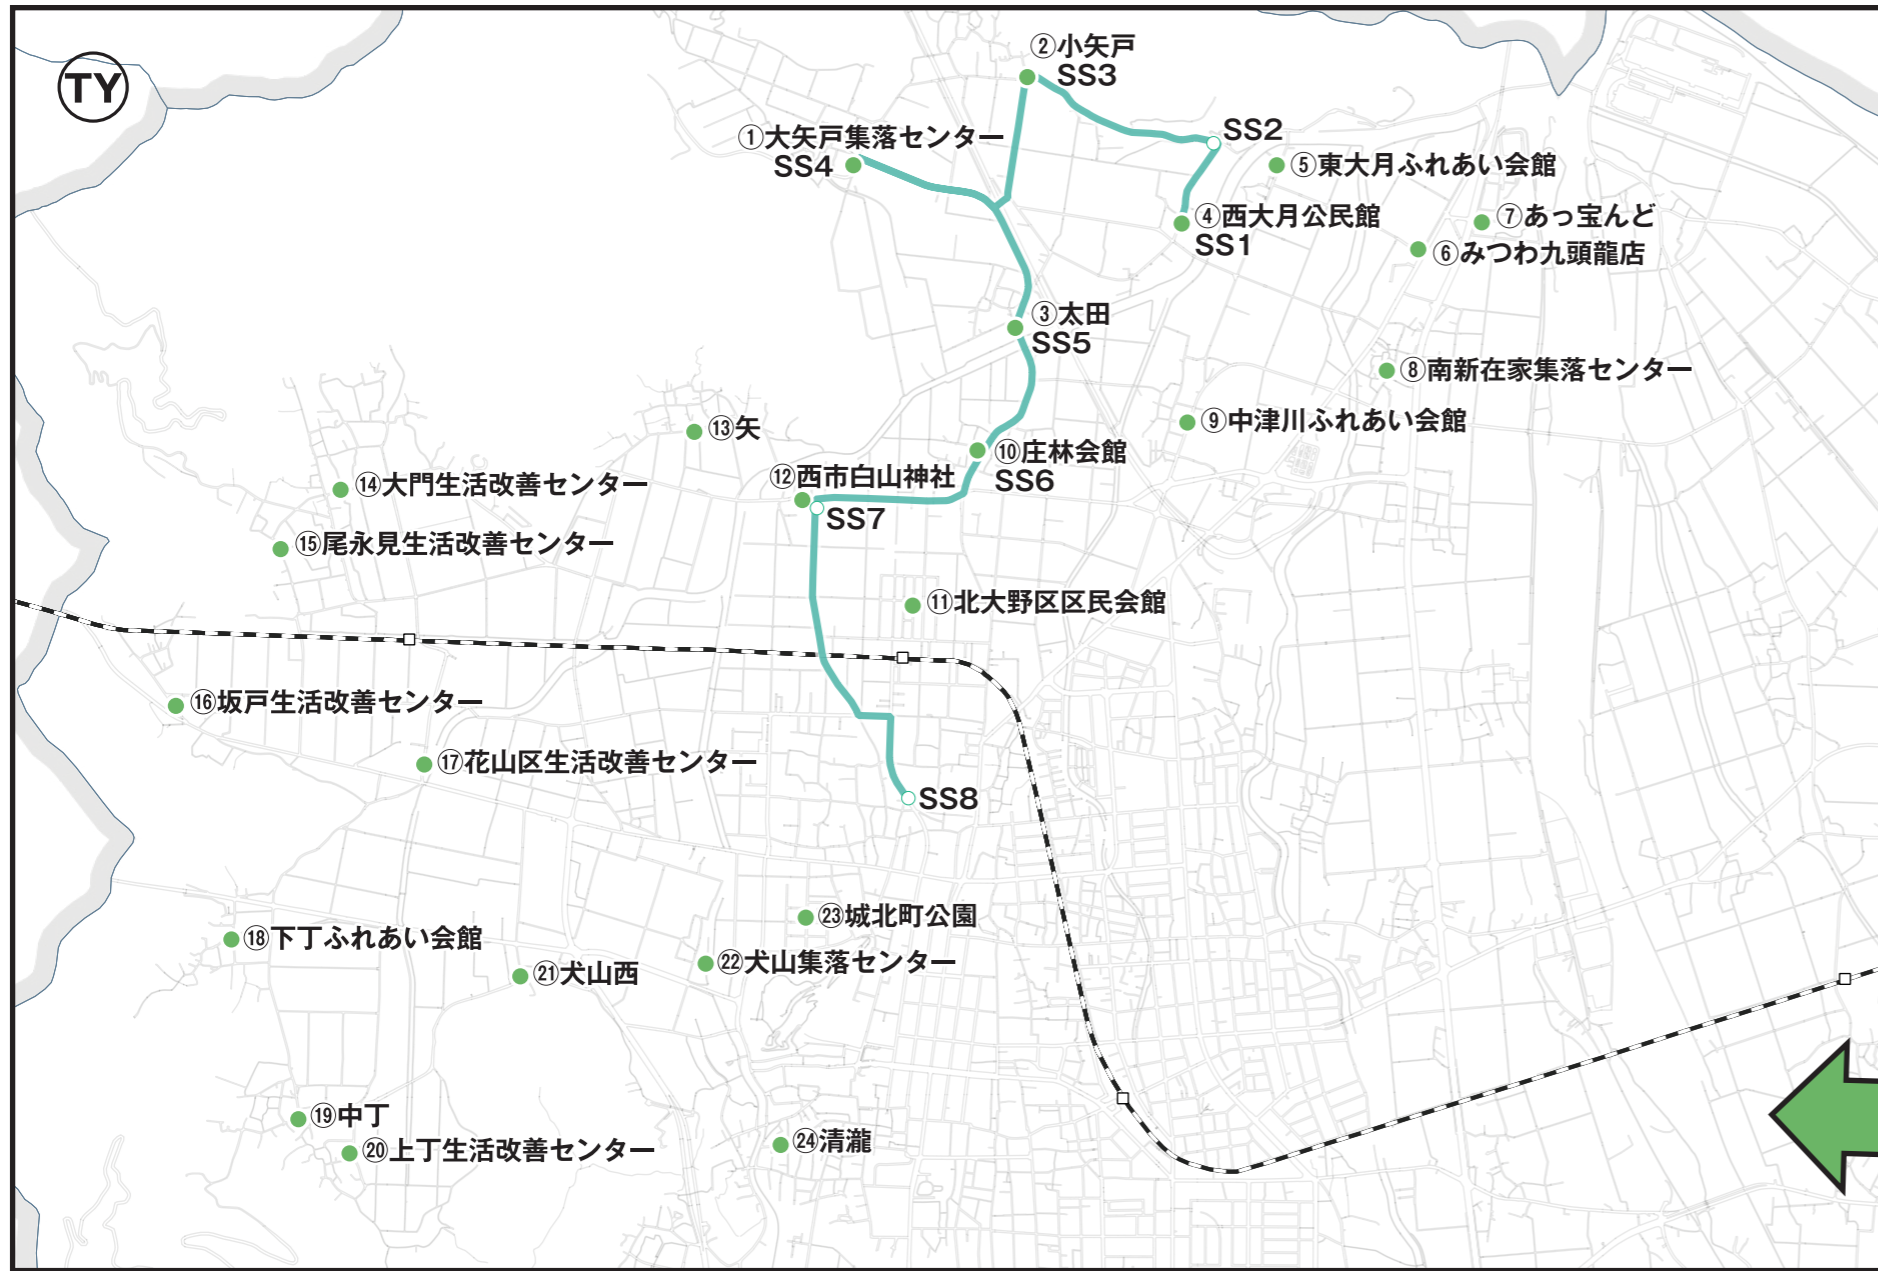 TY
②小矢戸
SS3
①大矢戸集落センター
SS4
SS2
⑤東大月ふれあい会館
④西大月公民館
SS1
⑦あっ宝んど
⑥みつわ九頭龍店
③太田
SS5
⑧南新在家集落センター
⑨中津川ふれあい会館
⑬矢
⑩庄林会館
SS6
⑫西市白山神社
SS7
⑭大門生活改善センター
⑮尾永見生活改善センター
⑪北大野区区民会館
⑯坂戸生活改善センター
⑰花山区生活改善センター
SS8
㉓城北町公園
⑱下丁ふれあい会館
㉒犬山集落センター
㉑犬山西
⑲中丁
⑳上丁生活改善センター
㉔清瀧